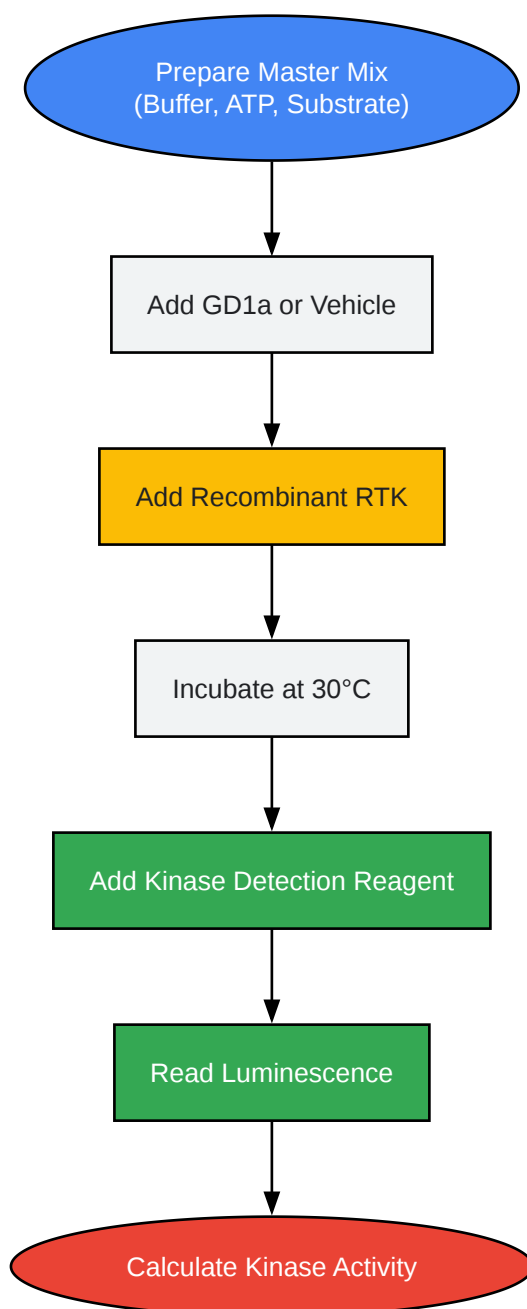 Prepare Master Mix
(Buffer, ATP, Substrate)
Add GD1a or Vehicle
Add Recombinant RTK
Incubate at 30°C
Add Kinase Detection Reagent
Read Luminescence
Calculate Kinase Activity